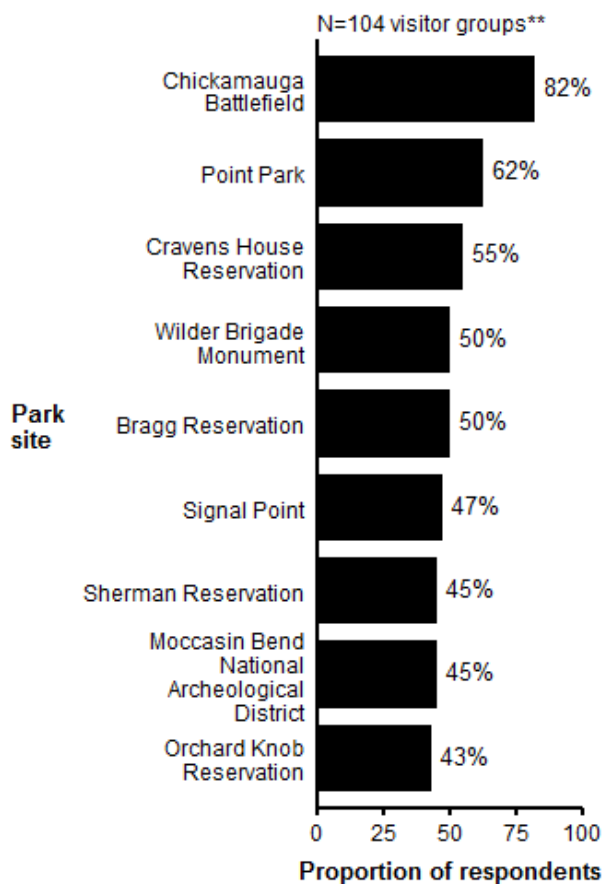 N=104 visitor groups**
Chickamauga
Battlefield
82%
Point Park
62%
Cravens House
Reservation
55%
Wilder Brigade
Monument
50%
Park
site
Bragg Reservation
50%
Signal Point
47%
Sherman Reservation
45%
Moccasin Bend
National
Archeological
District
45%
Orchard Knob
Reservation
43%
0 25 50 75 100
Proportion of respondents